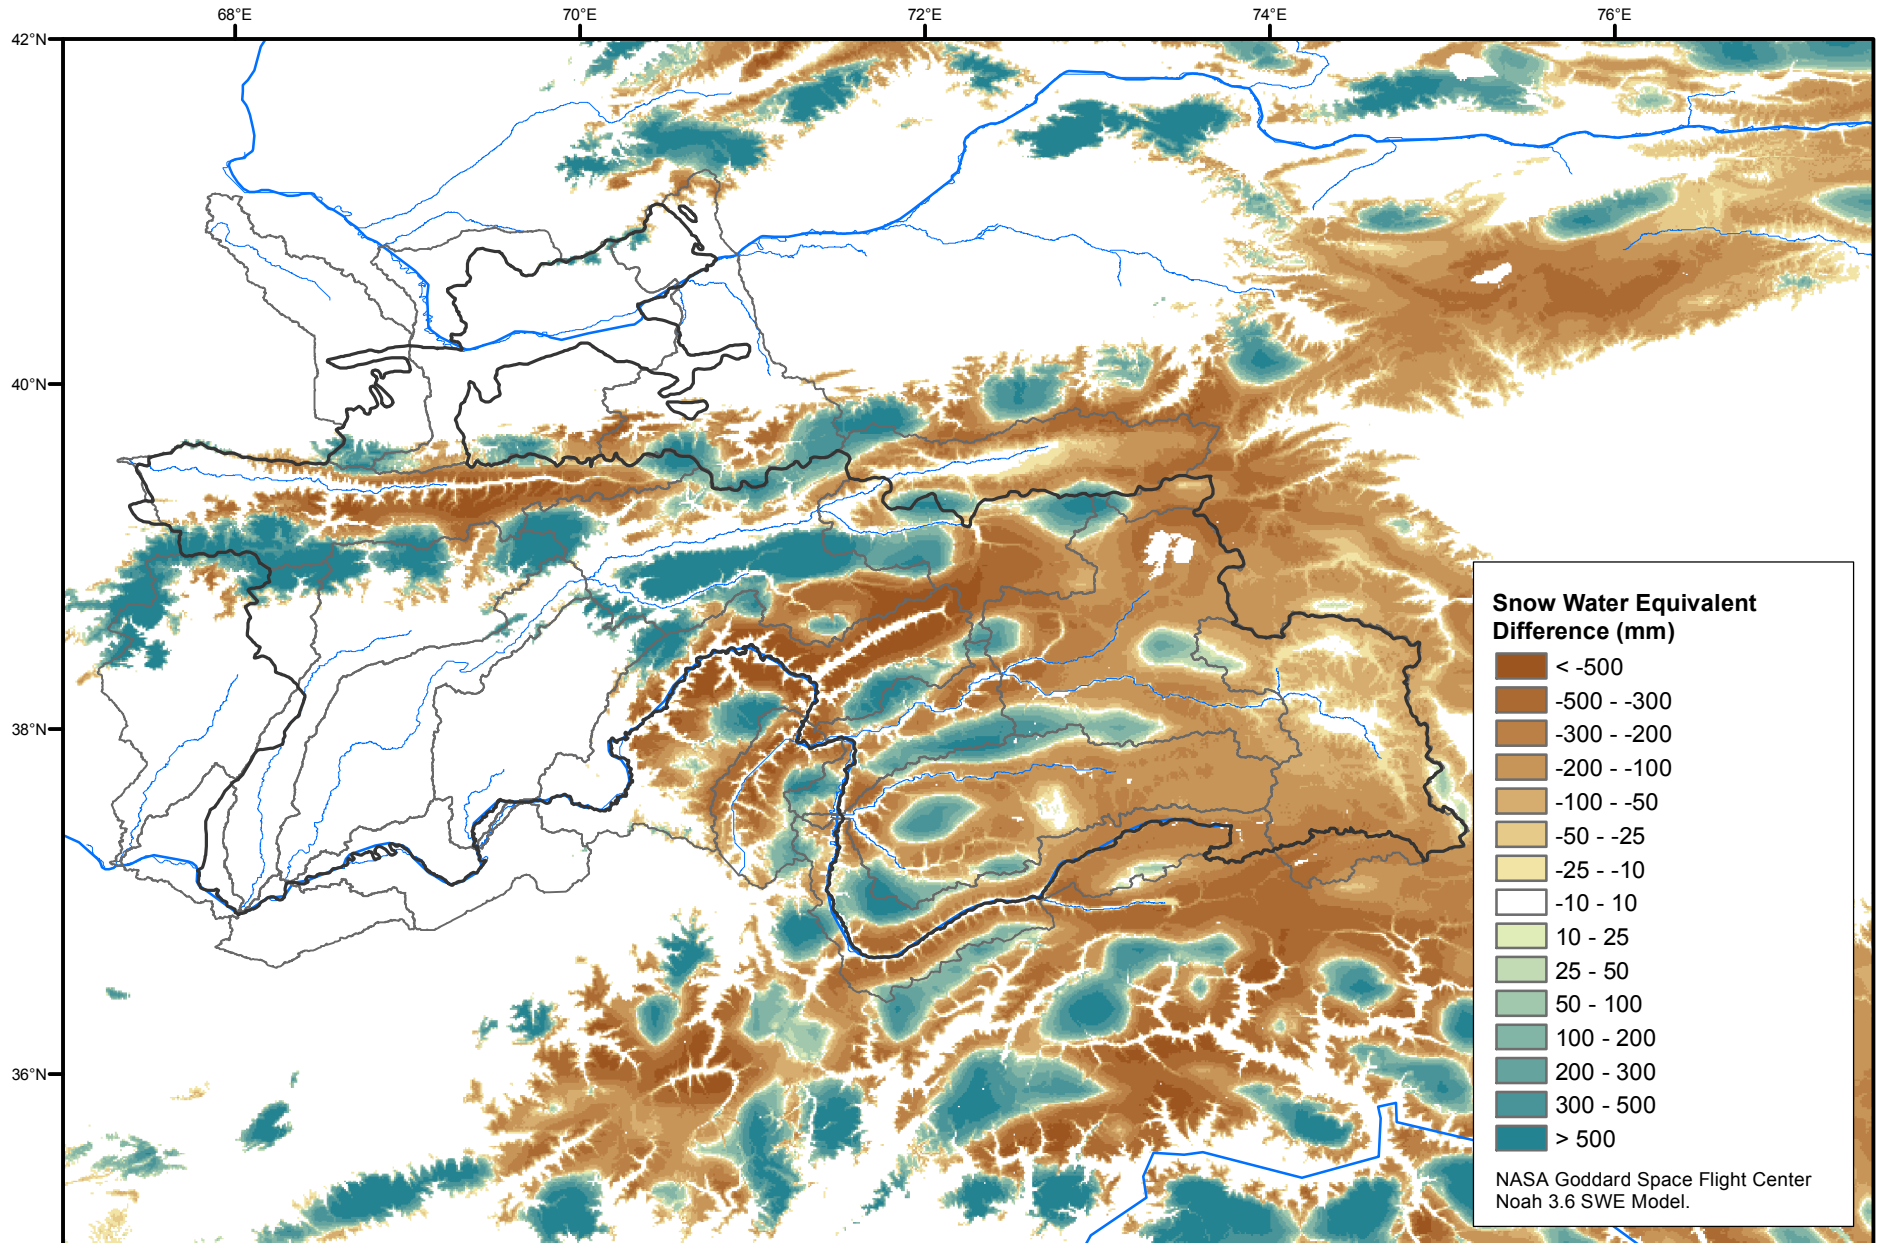 68°E 70°E 72°E 74°E 76°E
42°N
40°N
38°N
36°N
Snow Water Equivalent
Difference (mm)
< -500
-500 - -300
-300 - -200
-200 - -100
-100 - -50
-50 - -25
-25 - -10
-10 - 10
10 - 25
25 - 50
50 - 100
100 - 200
200 - 300
300 - 500
> 500
NASA Goddard Space Flight Center
Noah 3.6 SWE Model.